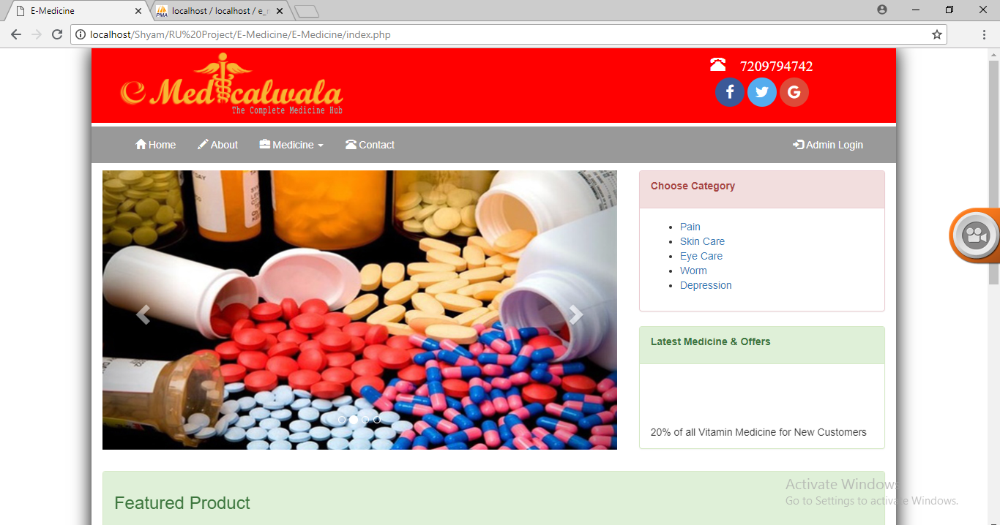 E-Medicine
PMA
localhost / localhost / e_
localhost/Shyam/RU%20Project/E-Medicine/E-Medicine/index.php
e Medicalwala
The Complete Medicine Hub
7209794742
f G
Home About Medicine Contact Admin Login
Choose Category
Pain
Skin Care
Eye Care
Worm
Depression
Latest Medicine & Offers
20% of all Vitamin Medicine for New Customers
Featured Product
Activate Windows
Go to Settings to activate Windows.